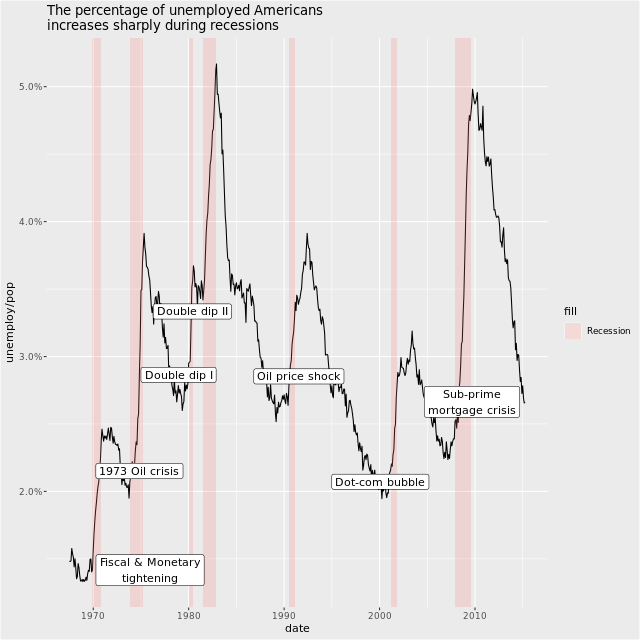 The percentage of unemployed Americans
increases sharply during recessions
5.0%
4.0%
3.0%
2.0%
unemploy/pop
Double dip II
Double dip I
Oil price shock
Sub-prime
mortgage crisis
1973 Oil crisis
Dot-com bubble
Fiscal & Monetary
tightening
1970
1980
1990
2000
2010
date
fill
Recession